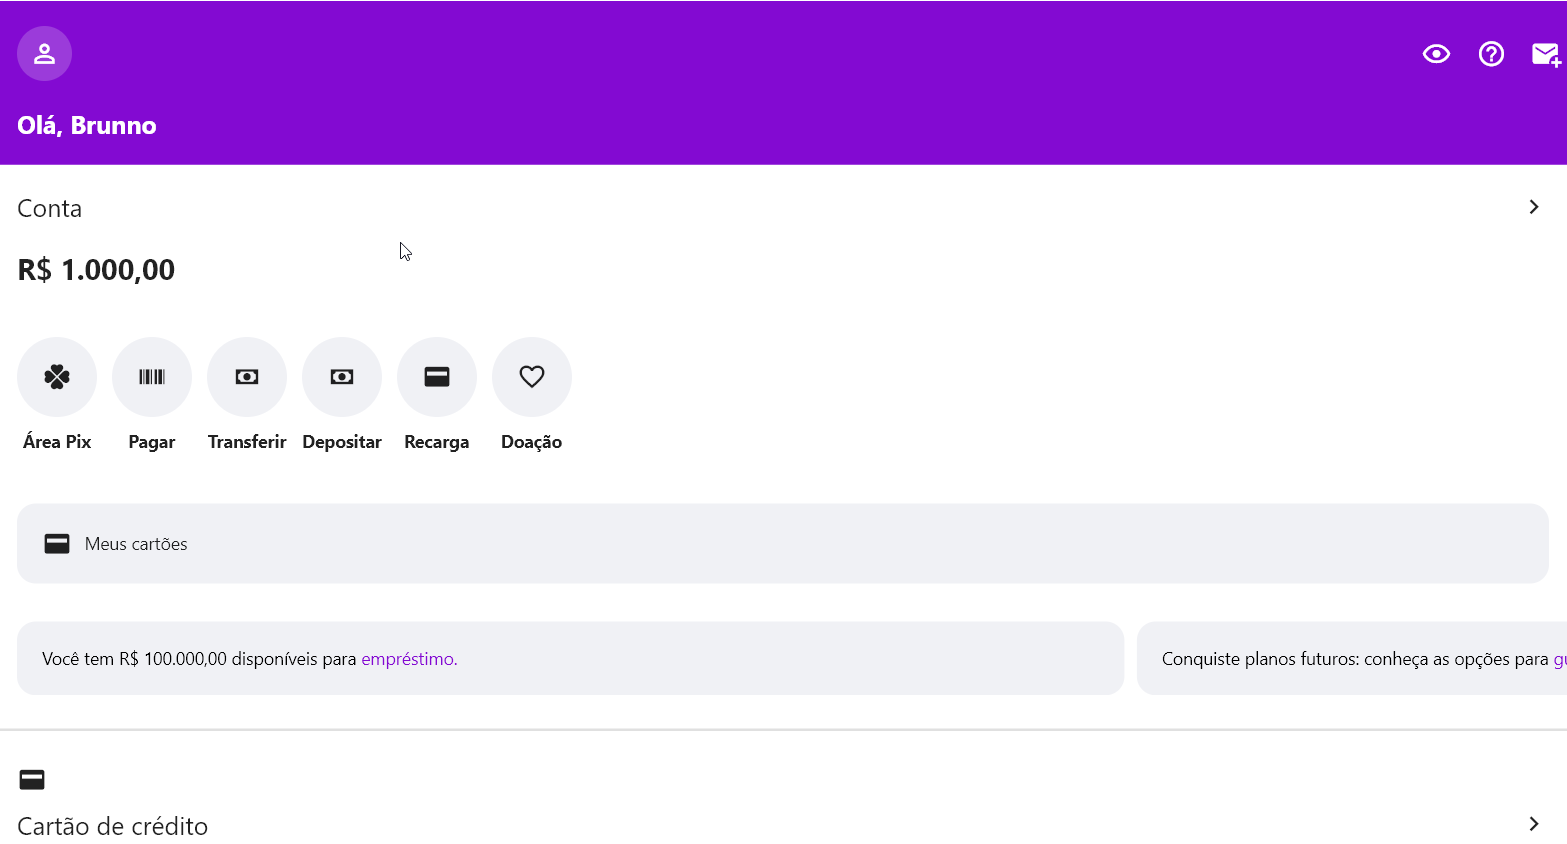 Olá, Brunno
Conta
R$ 1.000,00
Área Pix Pagar Transferir Depositar Recarga Doação
Meus cartões
Você tem R$ 100.000,00 disponíveis para empréstimo.
Conquiste planos futuros: conheça as opções para
Cartão de crédito